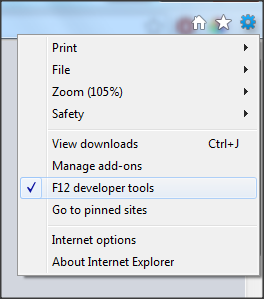 Print
File
Zoom (105%)
Safety
View downloads Ctrl+J
Manage add-ons
F12 developer tools
Go to pinned sites
Internet options
About Internet Explorer